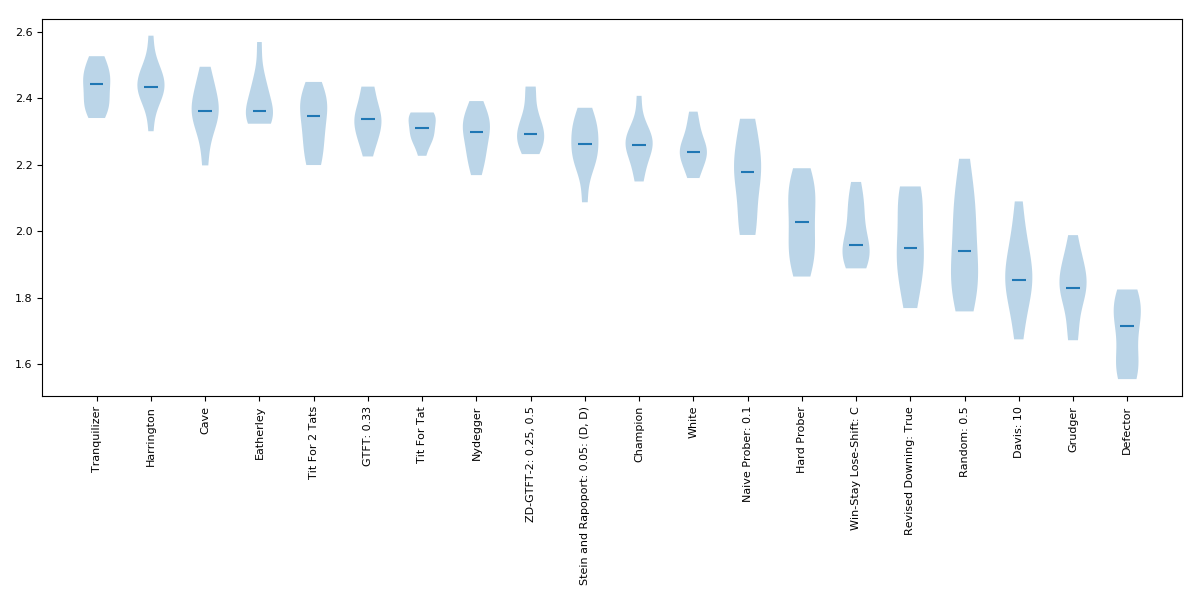 2.6
2.4
2.2
2.0
1.8
1.6
Tranquilizer
Harrington
Cave
Eatherley
Tit For 2 Tats
GTFT: 0.33
Tit For Tat
Nydegger
ZD-GTFT-2: 0.25, 0.5
Stein and Rapoport: 0.05: (D, D)
Champion
White
Naive Prober: 0.1
Hard Prober
Win-Stay Lose-Shift: C
Revised Downing: True
Random: 0.5
Davis: 10
Grudger
Defector